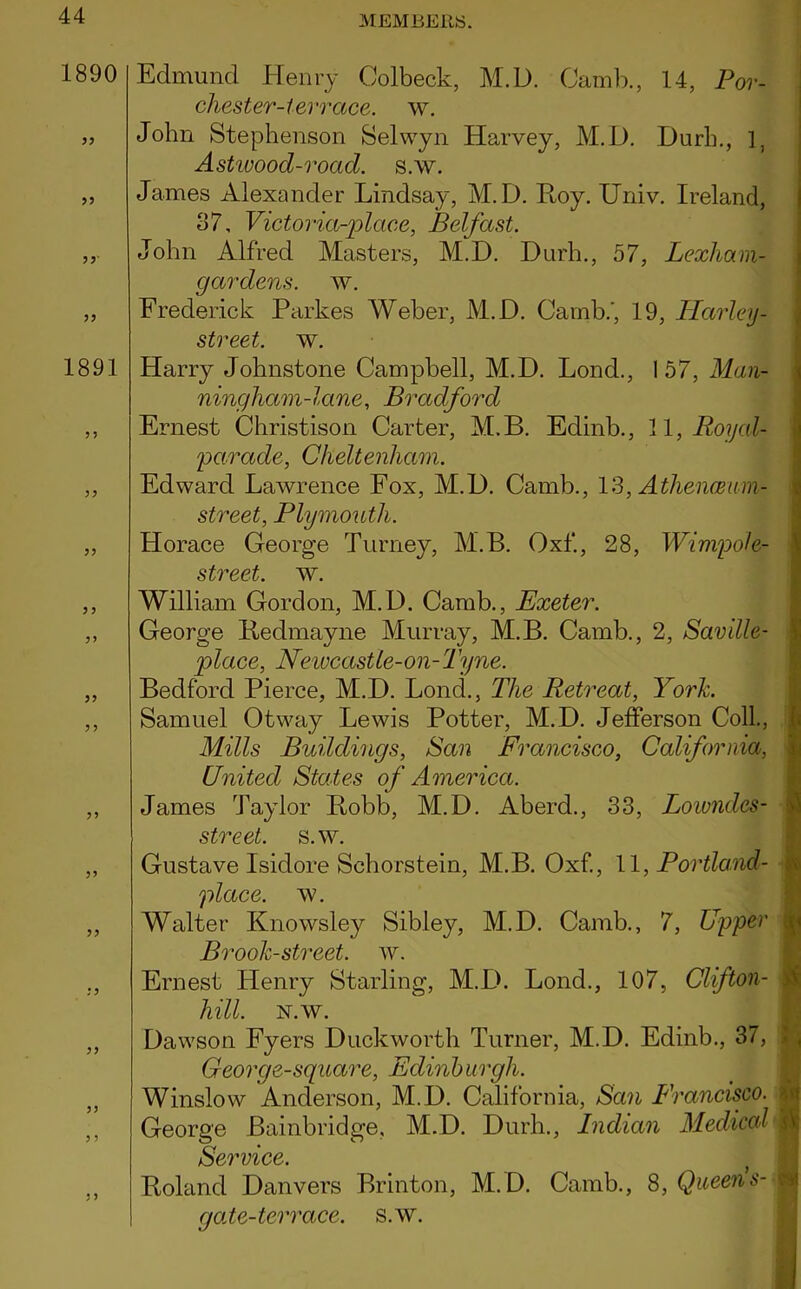 44 MEMBERS.
1890 Edmund Henry Colbeck, M.D. Camb., 14, Por-
chester-terrace. w.
„ John Stephenson Selwyn Harvey, M.D. Durh., 1,
Astwood-road. s.w.
„ James Alexander Lindsay, M.D. Roy. Univ. Ireland,
37, Victoria-place, Belfast.
„ John Alfred Masters, M.D. Durh., 57, Lexham-
gardens. w.
„ Frederick Parkes Weber, M.D. Camb., 19, Harley-
street. w.
1891 Harry Johnstone Campbell, M.D. Lond., 157, Man-
ningham-lane, Bradford
„ Ernest Christison Carter, M.B. Edinb., 11, Royal-
parade, Cheltenham.
„ Edward Lawrence Fox, M.D. Camb., 13, Athenæum-
street, Plymouth.
„ Horace George Turney, M.B. Oxf., 28, Wimpole-
street. w.
„ William Gordon, M.D. Camb., Exeter.
„ George Redmayne Murray, M.B. Camb., 2, Saville-
place, Newcastle-on-Tyne.
„ Bedford Pierce, M.D. Lond., The Retreat, York.
„ Samuel Otway Lewis Potter, M.D. Jefferson Coll.,
Mills Buildings, San Francisco, California,
United States of America.
„ James Taylor Robb, M.D. Aberd., 33, Lowndes-
street. s.w.
„ Gustave Isidore Schorstein, M.B. Oxf., 11, Portland-
place. w.
„ Walter Knowsley Sibley, M.D. Camb., 7, Upper
Brook-street. w.
„ Ernest Henry Starling, M.D. Lond., 107, Clifton-
hill. N.W.
„ Dawson Fyers Duckworth Turner, M.D. Edinb., 37,
George-square, Edinburgh.
„ Winslow Anderson, M.D. California, San Francisco.
„ George Bainbridge, M.D. Durh., Indian Medical
Service.
„ Roland Danvers Brinton, M.D. Camb., 8, Queen's-
gate-terrace. s.w.